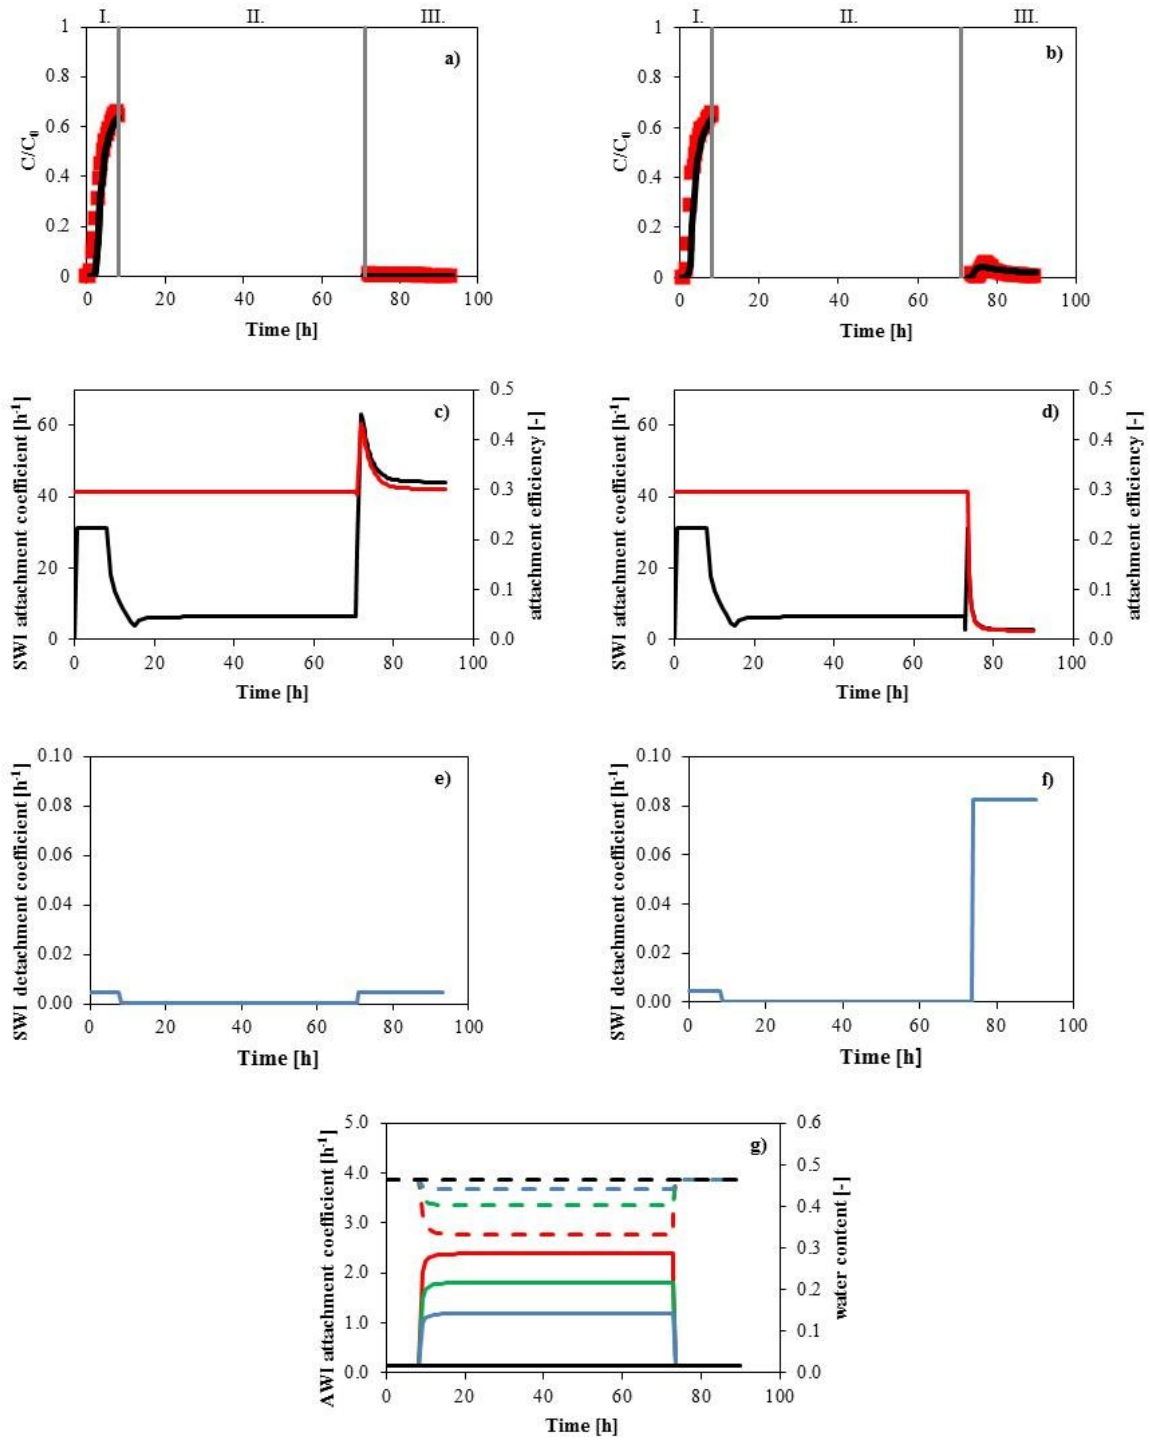 I. II. III.
1
0.8
0.6
0.4
0.2
0
C/C₀
a)
0 20 40 60 80 100
Time [h]
I. II. III.
1
0.8
0.6
0.4
0.2
0
C/C₀
b)
0 20 40 60 80 100
Time [h]
SWI attachment coefficient [h⁻¹]
60
40
20
0
c)
0.5
0.4
0.3
0.2
0.1
0.0
attachment efficiency [-]
0 20 40 60 80 100
Time [h]
SWI attachment coefficient [h⁻¹]
60
40
20
0
d)
0.5
0.4
0.3
0.2
0.1
0.0
attachment efficiency [-]
0 20 40 60 80 100
Time [h]
SWI detachment coefficient [h⁻¹]
0.10
0.08
0.06
0.04
0.02
0.00
e)
0 20 40 60 80 100
Time [h]
SWI detachment coefficient [h⁻¹]
0.10
0.08
0.06
0.04
0.02
0.00
f)
0 20 40 60 80 100
Time [h]
AWI attachment coefficient [h⁻¹]
5.0
4.0
3.0
2.0
1.0
0.0
g)
0.6
0.5
0.4
0.3
0.2
0.1
0.0
water content [-]
0 20 40 60 80 100
Time [h]